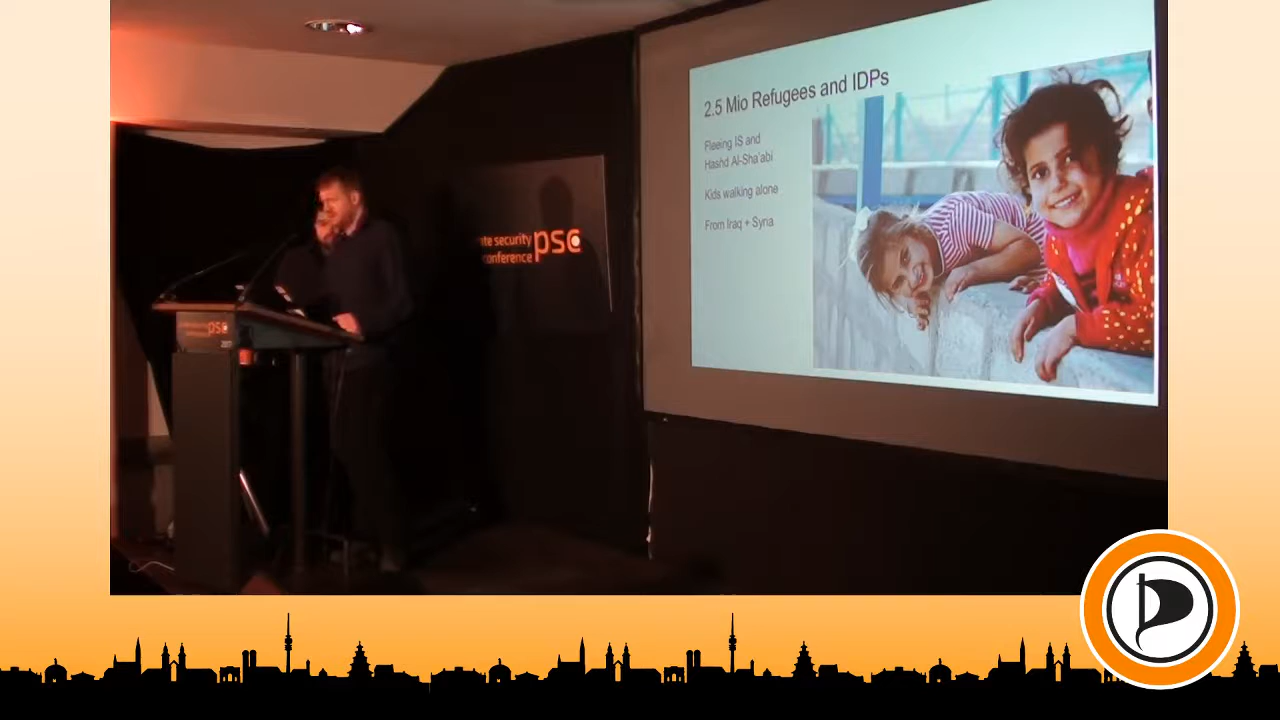 2.5 Mio Refugees and IDPs
Fleeing IS and
Hashd Al-Sha'abi
Kids walking alone
From Iraq + Syria
ate security
conference
psc
psc